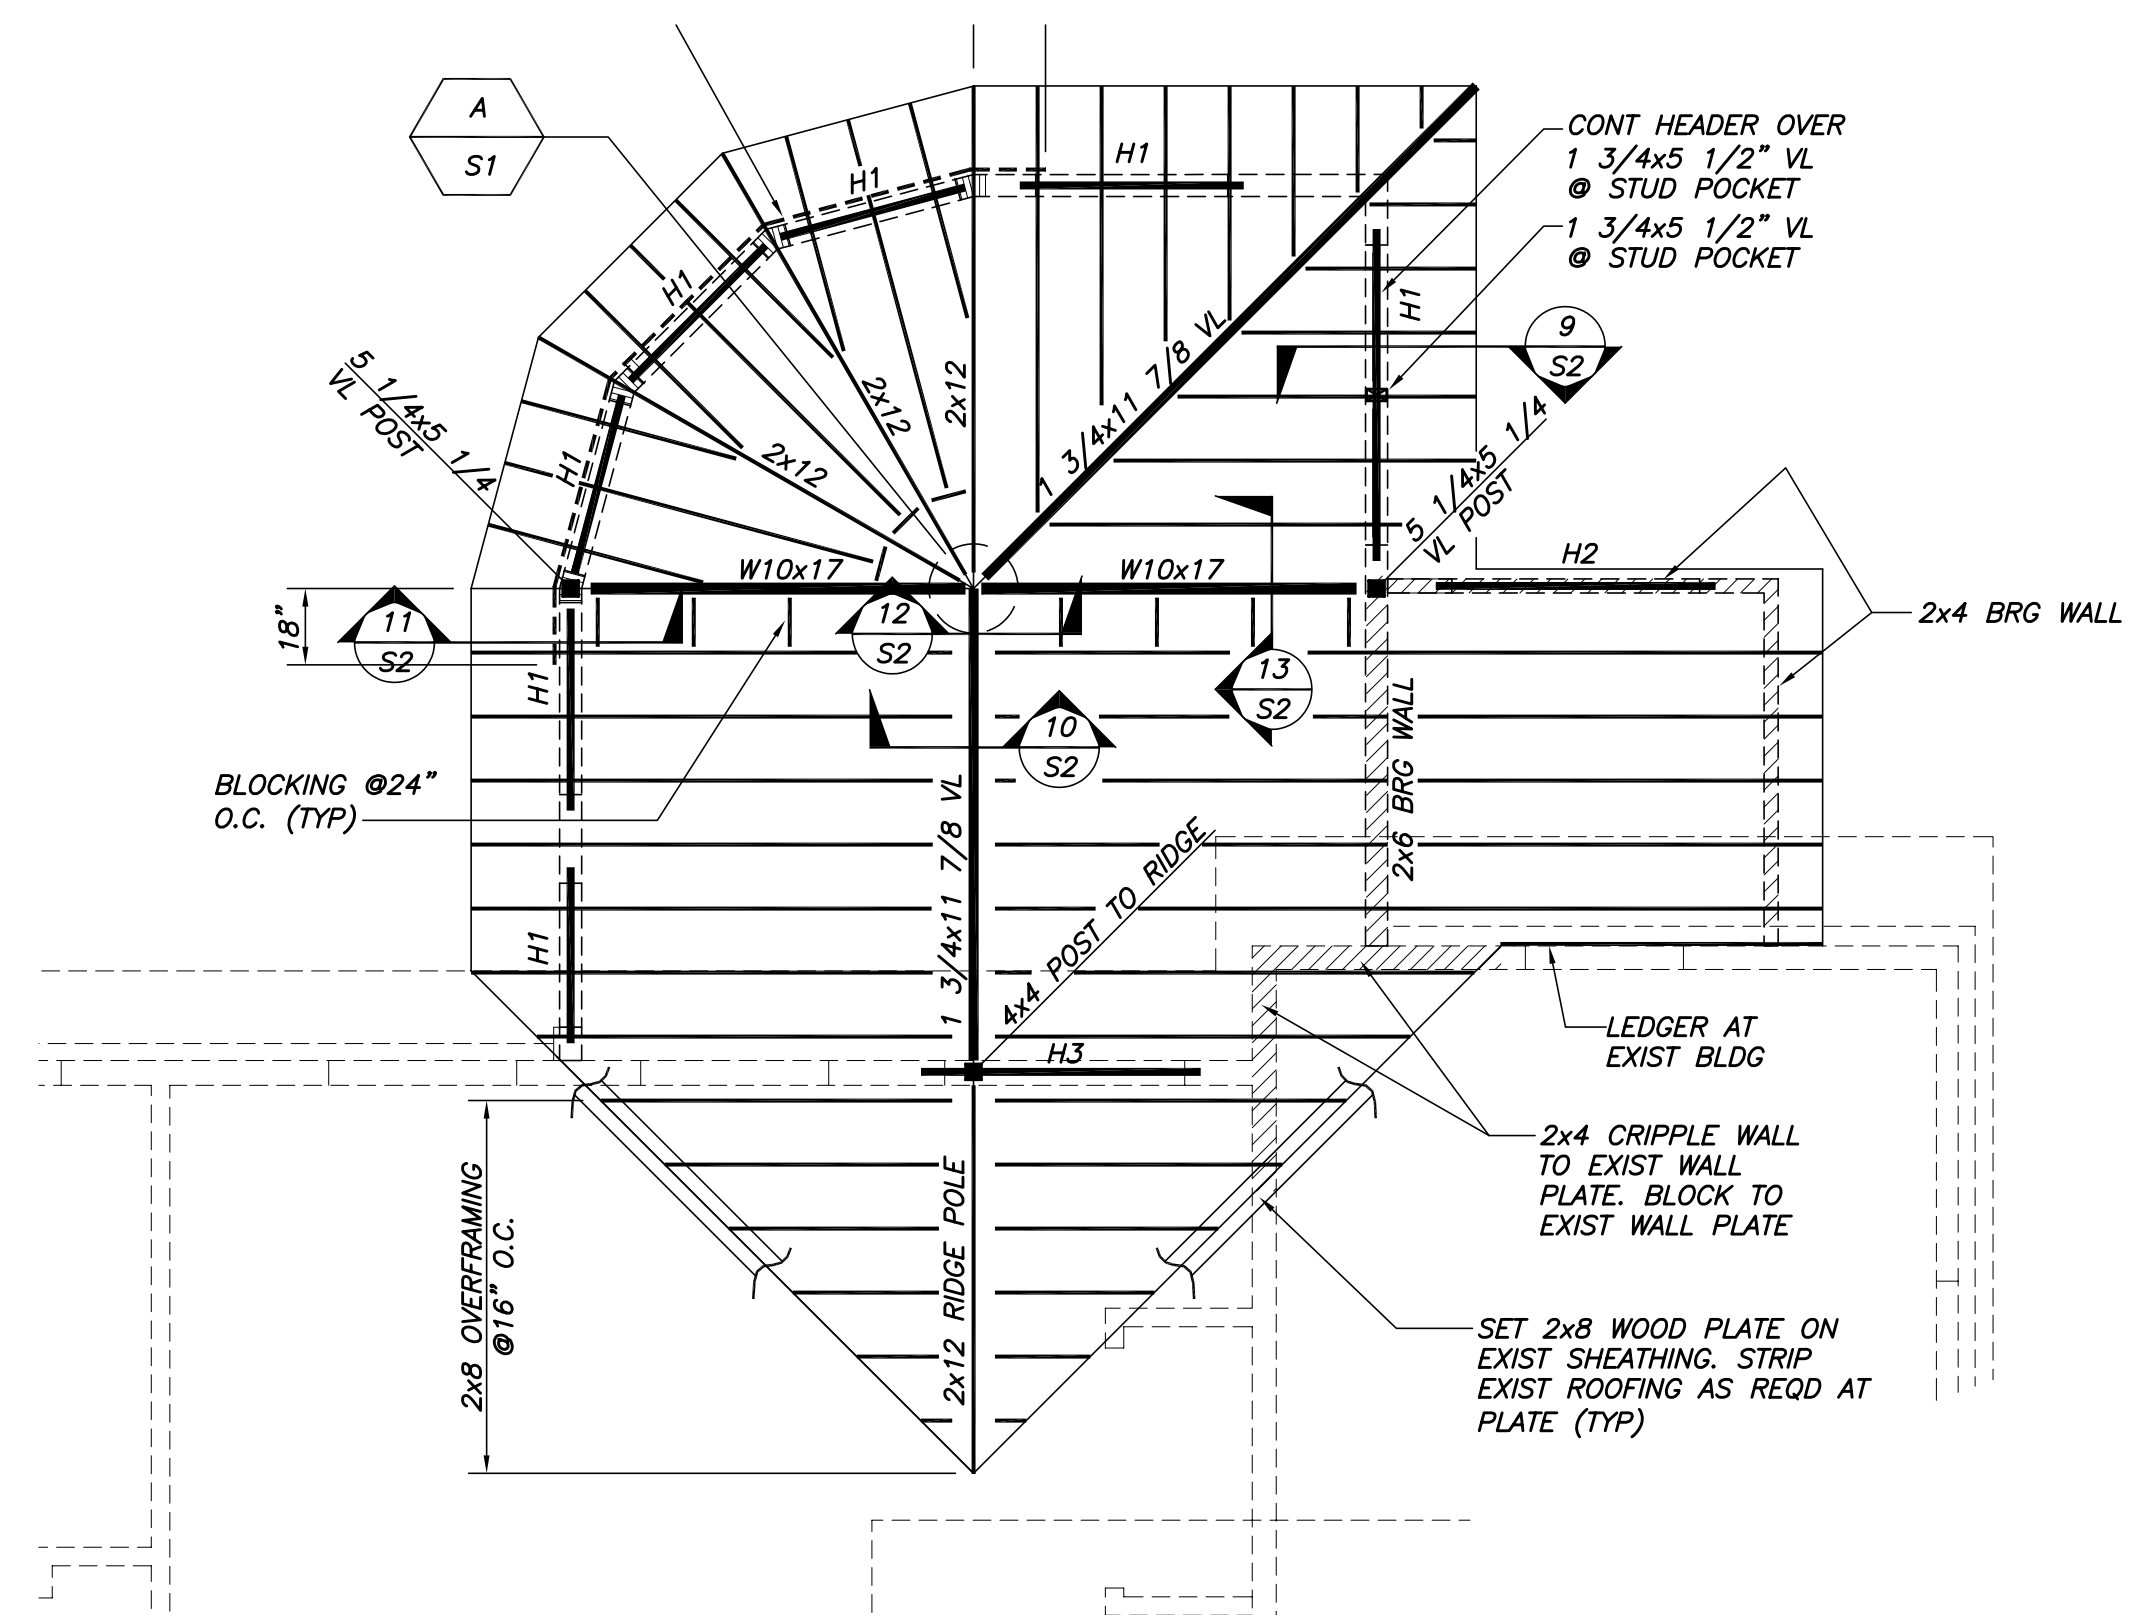 A
S1
H1
H1
H1
H1
H1
CONT HEADER OVER
1 3/4x5 1/2" VL
@ STUD POCKET
1 3/4x5 1/2" VL
@ STUD POCKET
9
S2
5 1/4x5 1/4
VL POST
2x12
2x12
2x12
1 3/4x11 7/8 VL
5 1/4x5 1/4
VL POST
W10x17
W10x17
H2
2x4 BRG WALL
18"
11
S2
12
S2
13
S2
10
S2
H1
H1
BLOCKING @24"
O.C. (TYP)
1 3/4x11 7/8 VL
2x6 BRG WALL
4x4 POST TO RIDGE
H3
LEDGER AT
EXIST BLDG
2x4 CRIPPLE WALL
TO EXIST WALL
PLATE. BLOCK TO
EXIST WALL PLATE
2x8 OVERFRAMING
@16" O.C.
2x12 RIDGE POLE
SET 2x8 WOOD PLATE ON
EXIST SHEATHING. STRIP
EXIST ROOFING AS REQD AT
PLATE (TYP)